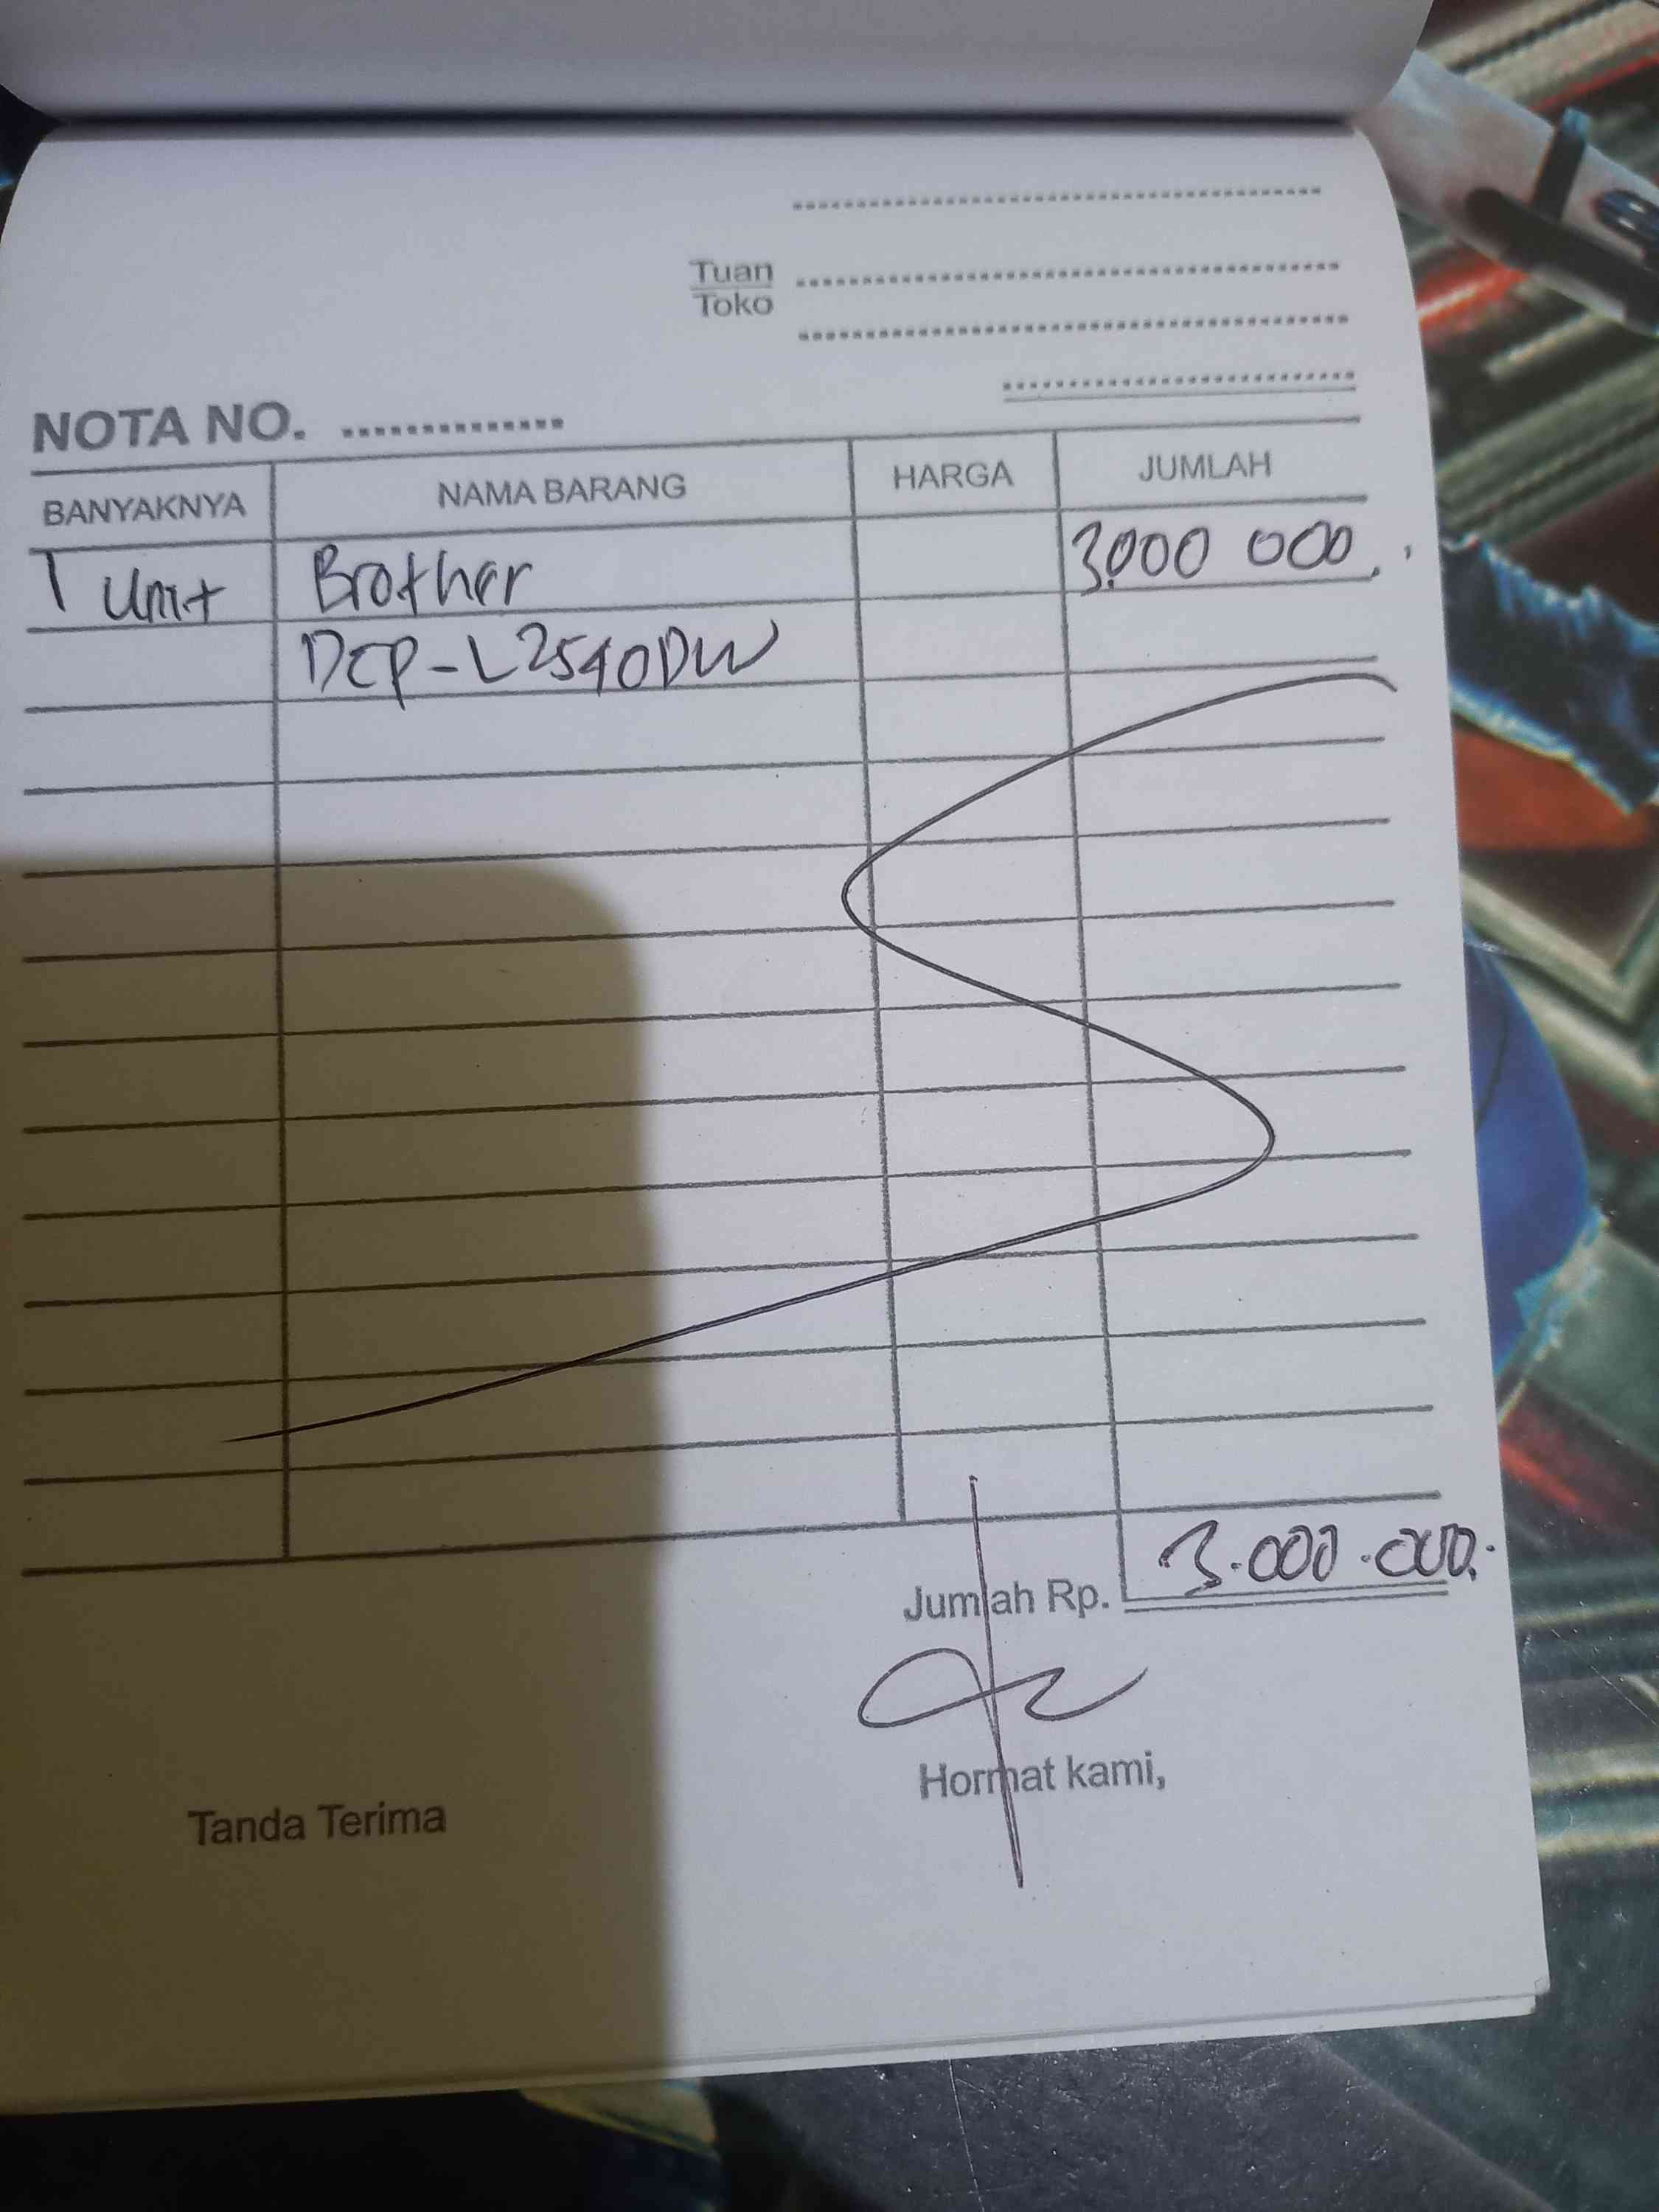 Tuan
Toko
NOTA NO. ..............
BANYAKNYA NAMA BARANG HARGA JUMLAH
1 Unit Brother 3.000 000,.
DCP-L2540DW
Jumlah Rp. 3.000.000.
Hormat kami,
Tanda Terima